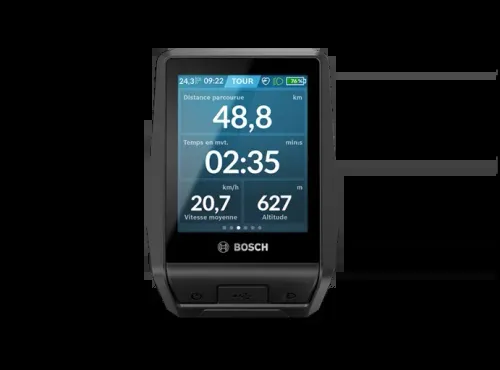 24,3 09:22 TOUR 76%
Distance parcourue km
48,8
Temps en mvt. min:s
02:35
km/h m
20,7 627
Vitesse moyenne Altitude
BOSCH